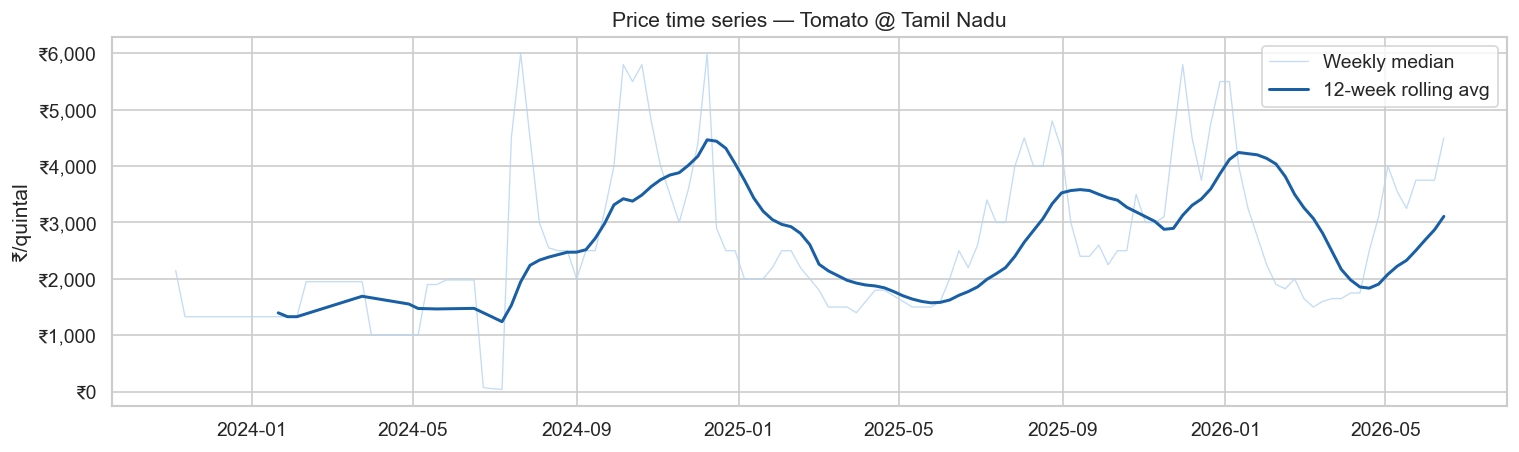 Price time series — Tomato @ Tamil Nadu
Weekly median
12-week rolling avg
₹/quintal
₹6,000
₹5,000
₹4,000
₹3,000
₹2,000
₹1,000
₹0
2024-01 2024-05 2024-09 2025-01 2025-05 2025-09 2026-01 2026-05